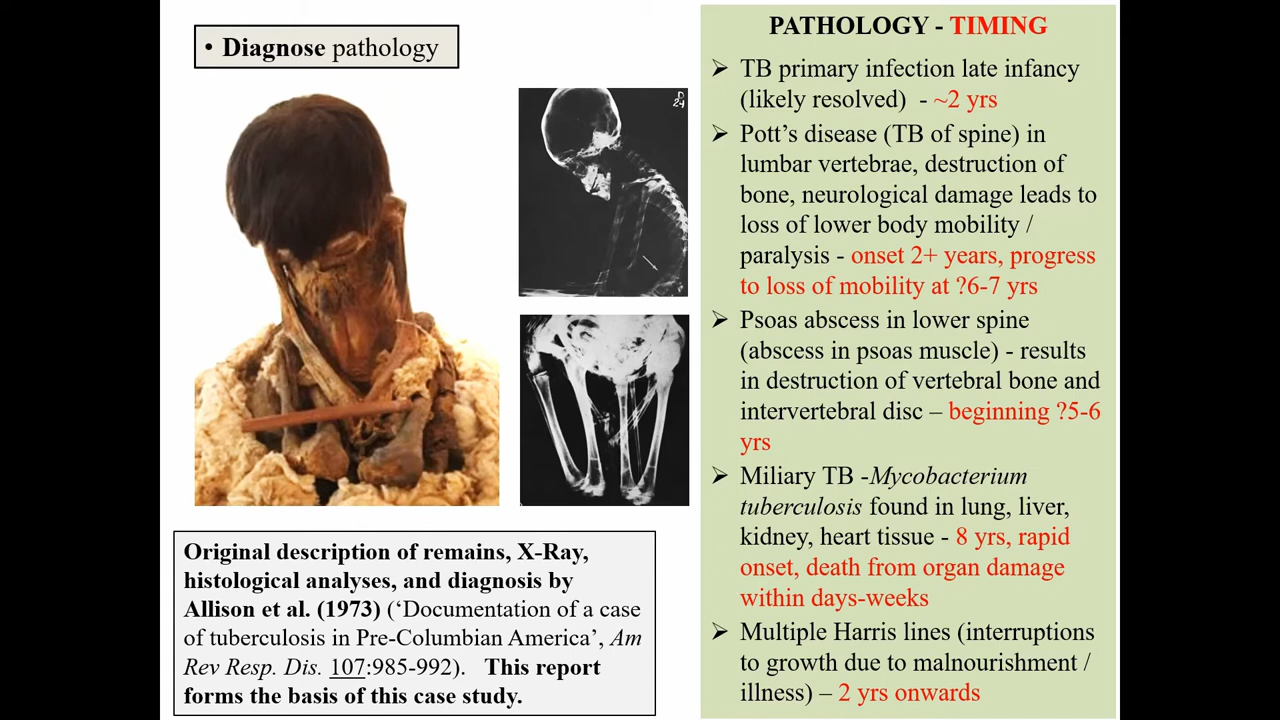 • Diagnose pathology
D
24
Original description of remains, X-Ray,
histological analyses, and diagnosis by
Allison et al. (1973) (‘Documentation of a case
of tuberculosis in Pre-Columbian America’, Am
Rev Resp. Dis. 107:985-992). This report
forms the basis of this case study.
PATHOLOGY - TIMING
➢ TB primary infection late infancy
(likely resolved) - ~2 yrs
➢ Pott’s disease (TB of spine) in
lumbar vertebrae, destruction of
bone, neurological damage leads to
loss of lower body mobility /
paralysis - onset 2+ years, progress
to loss of mobility at ?6-7 yrs
➢ Psoas abscess in lower spine
(abscess in psoas muscle) - results
in destruction of vertebral bone and
intervertebral disc – beginning ?5-6
yrs
➢ Miliary TB -Mycobacterium
tuberculosis found in lung, liver,
kidney, heart tissue - 8 yrs, rapid
onset, death from organ damage
within days-weeks
➢ Multiple Harris lines (interruptions
to growth due to malnourishment /
illness) – 2 yrs onwards